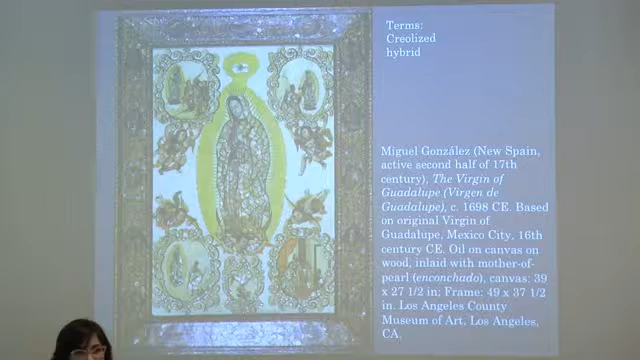 Terms:
Creolized
hybrid
Miguel González (New Spain,
active second half of 17th
century), The Virgin of
Guadalupe (Virgen de
Guadalupe), c. 1698 CE. Based
on original Virgin of
Guadalupe, Mexico City, 16th
century CE. Oil on canvas on
wood, inlaid with mother-of-
pearl (enconchado), canvas: 39
x 27 1/2 in; Frame: 49 x 37 1/2
in. Los Angeles County
Museum of Art, Los Angeles,
CA.